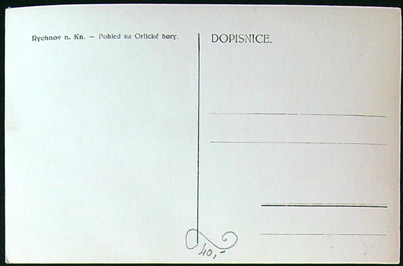 Rychnov n. Kn. — Pohled na Orlické hory.
DOPISNICE.
40,-